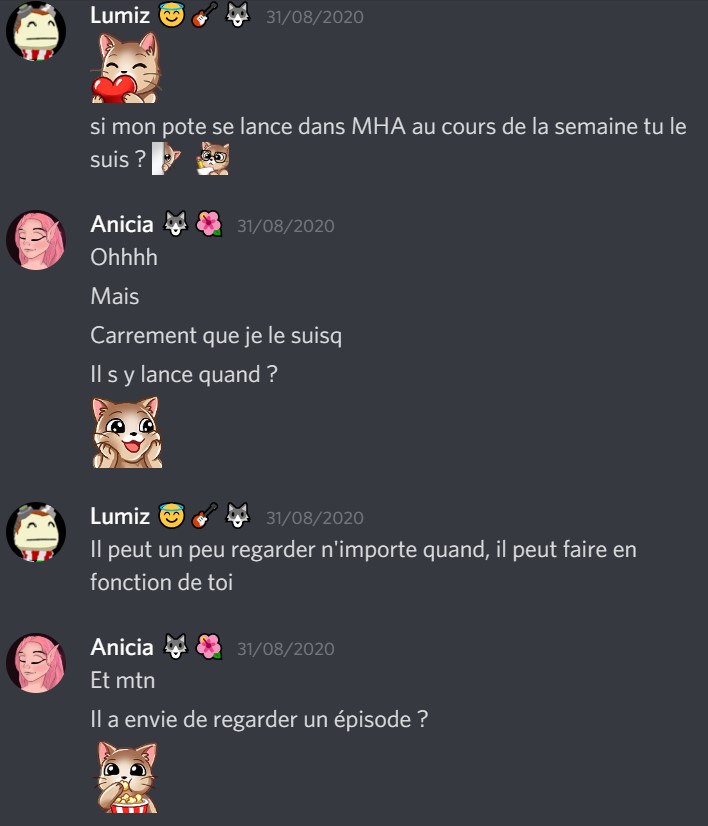 Lumiz 😇 🎸 🐺 31/08/2020
si mon pote se lance dans MHA au cours de la semaine tu le
suis ?
Anicia 🐺 🌺 31/08/2020
Ohhhh
Mais
Carrement que je le suisq
Il s y lance quand ?
Lumiz 😇 🎸 🐺 31/08/2020
Il peut un peu regarder n'importe quand, il peut faire en
fonction de toi
Anicia 🐺 🌺 31/08/2020
Et mtn
Il a envie de regarder un épisode ?